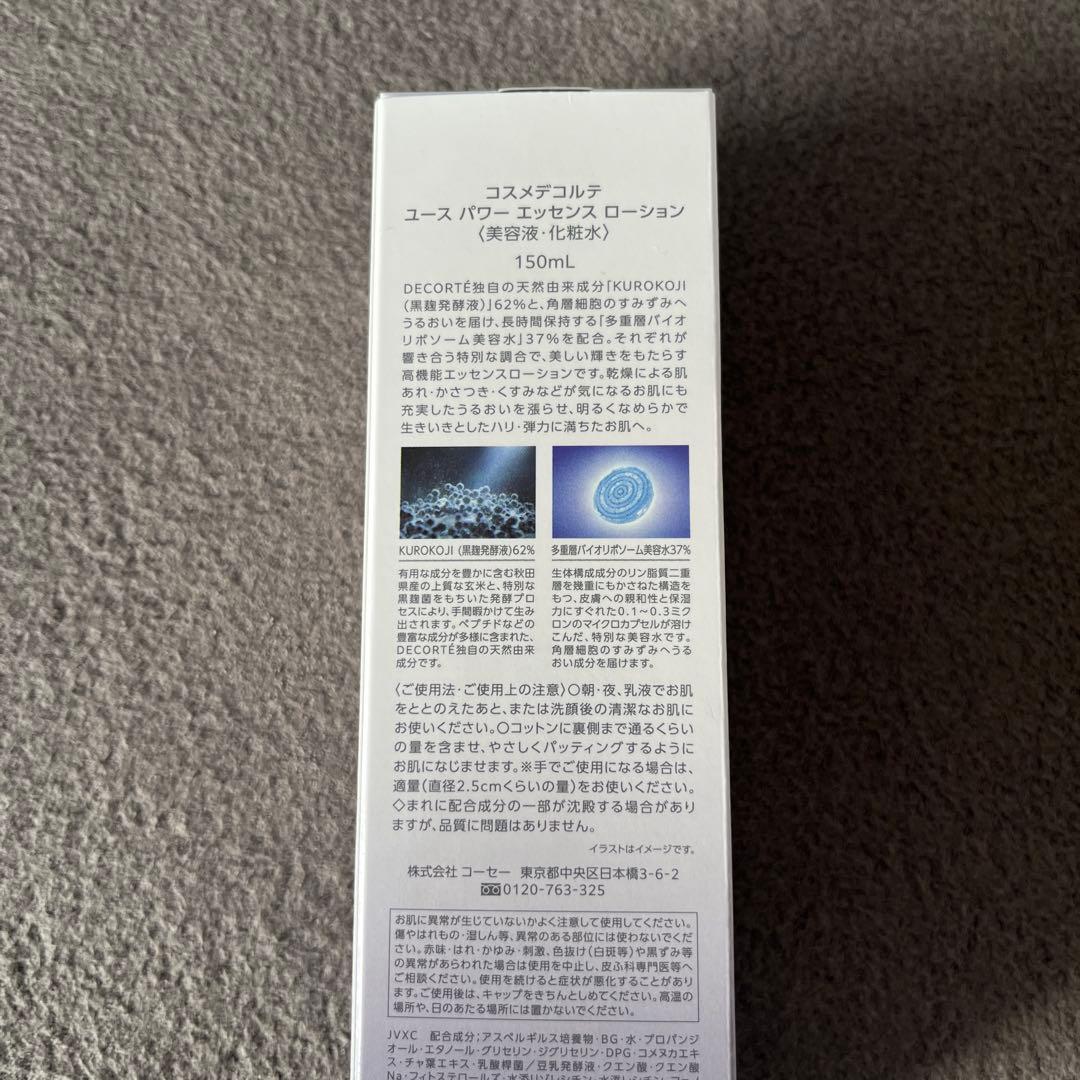 コスメデコルテ
ユース パワー エッセンス ローション
〈美容液・化粧水〉
150mL
DECORTÉ独自の天然由来成分「KUROKOJI
(黒麹発酵液)」62%と、角層細胞のすみずみへ
うるおいを届け、長時間保持する「多重層バイオ
リポソーム美容水」37%を配合。それぞれが
響き合う特別な調合で、美しい輝きをもたらす
高機能エッセンスローションです。乾燥による肌
あれ・かさつき・くすみなどが気になるお肌にも
充実したうるおいを漲らせ、明るくなめらかで
生きいきとしたハリ・弾力に満ちたお肌へ。
KUROKOJI (黒麹発酵液)62%
有用な成分を豊かに含む秋田
県産の上質な玄米と、特別な
黒麹菌をもちいた発酵プロ
セスにより、手間暇かけて生み
出されます。ペプチドなどの
豊富な成分が多様に含まれた、
DECORTÉ独自の天然由来
成分です。
多重層バイオリポソーム美容水37%
生体構成成分のリン脂質二重
層を幾重にもかさねた構造を
もつ、皮膚への親和性と保湿
力にすぐれた0.1~0.3ミク
ロンのマイクロカプセルが溶け
こんだ、特別な美容水です。
角層細胞のすみずみへうる
おい成分を届けます。
〈ご使用法・ご使用上の注意〉○朝・夜、乳液でお肌
をととのえたあと、または洗顔後の清潔なお肌に
お使いください。○コットンに裏側まで通るくらい
の量を含ませ、やさしくパッティングするように
お肌になじませます。※手でご使用になる場合は、
適量(直径2.5cmくらいの量)をお使いください。
◇まれに配合成分の一部が沈殿する場合があり
ますが、品質に問題はありません。
イラストはイメージです。
株式会社 コーセー 東京都中央区日本橋3-6-2
0120-763-325
お肌に異常が生じていないかよく注意して使用してください。
傷やはれもの・湿しん等、異常のある部位には使わないでくだ
さい。赤味・はれ・かゆみ・刺激、色抜け(白斑等)や黒ずみ等
の異常があらわれた場合は使用を中止し、皮ふ科専門医等へ
ご相談ください。使用を続けると症状が悪化することがあり
ます。ご使用後は、キャップをきちんとしめてください。高温の
場所や、日のあたる場所には置かないでください。
JVXC 配合成分;アスペルギルス培養物・BG・水・プロパンジ
オール・エタノール・グリセリン・ジグリセリン・DPG・コメヌカエキ
ス・チャ葉エキス・乳酸桿菌/豆乳発酵液・クエン酸・クエン酸
Na・フィトステロールズ・水添リゾレシチン・水添レシチン・フェノ